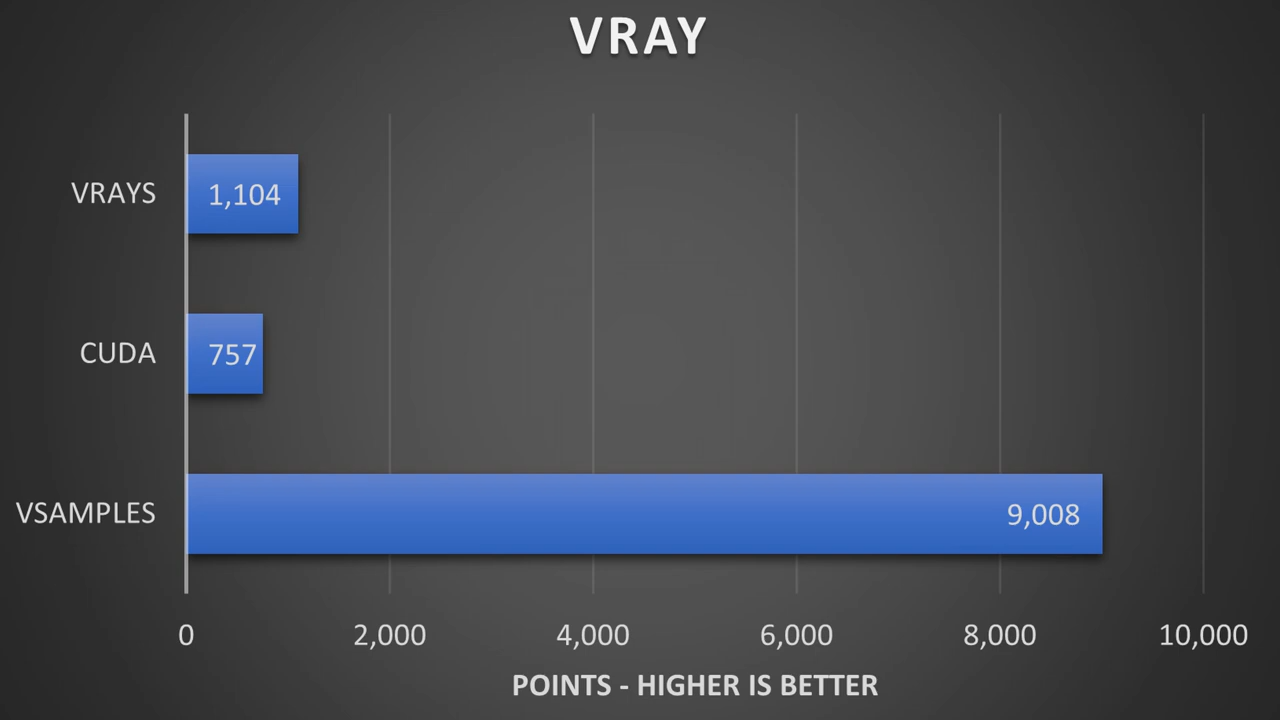 VRAY
VRAYS
1,104
CUDA
757
VSAMPLES
9,008
0 2,000 4,000 6,000 8,000 10,000
POINTS - HIGHER IS BETTER